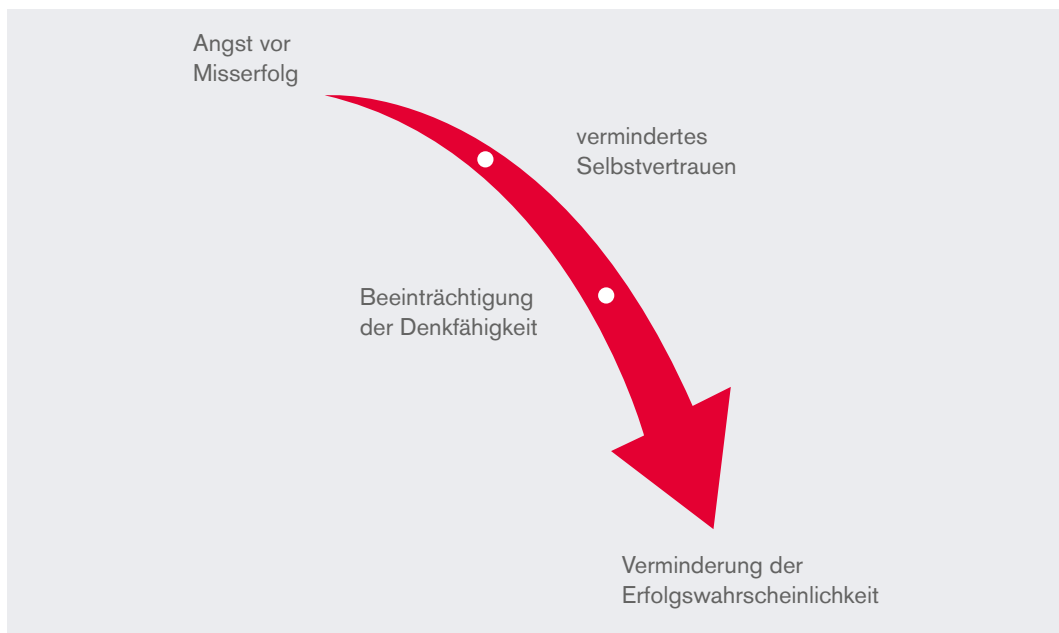 Angst vor
Misserfolg
vermindertes
Selbstvertrauen
Beeinträchtigung
der Denkfähigkeit
Verminderung der
Erfolgswahrscheinlichkeit